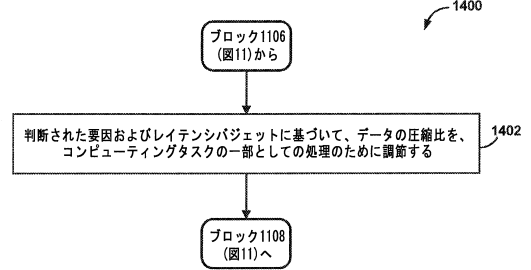 1400
ブロック1106
(図11)から
判断された要因およびレイテンシバジェットに基づいて、データの圧縮比を、
コンピューティングタスクの一部としての処理のために調節する
1402
ブロック1108
(図11)へ